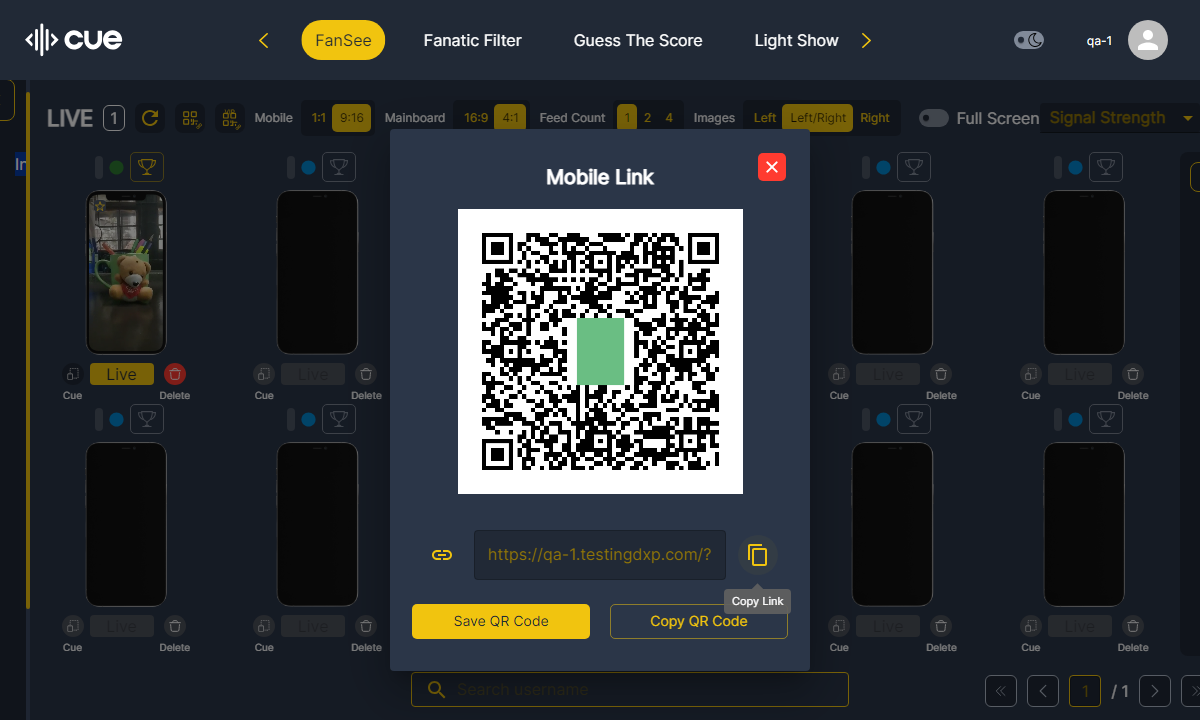 cue
FanSee
Fanatic Filter
Guess The Score
Light Show
qa-1
LIVE 1
Mobile 1:1 9:16 Mainboard 16:9 4:1 Feed Count 1 2 4 Images Left Left/Right Right Full Screen Signal Strength
In
Mobile Link
Live Live Live Live
Cue Delete Cue Delete Cue Delete Cue Delete
https://qa-1.testingdxp.com/?
Copy Link
Save QR Code Copy QR Code
Live Live Live Live
Cue Delete Cue Delete Cue Delete Cue Delete
Search username
1 / 1